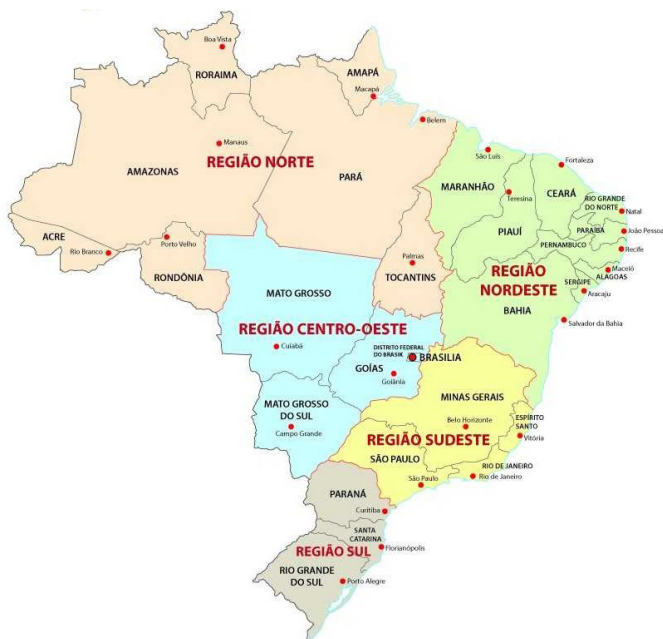 Boa Vista
RORAIMA
AMAPÁ
Macapá
Belem
Manaus
REGIÃO NORTE
AMAZONAS
PARÁ
São Luís
Fortaleza
MARANHÃO
Teresina
CEARÁ
RIO GRANDE
DO NORTE
Natal
PIAUÍ
PARAÍBA
João Pessoa
ACRE
Rio Branco
Porto Velho
RONDÔNIA
Palmas
TOCANTINS
PERNAMBUCO
Recife
Maceió
ALAGOAS
SERGIPE
Aracaju
REGIÃO
NORDESTE
BAHIA
Salvador da Bahia
MATO GROSSO
REGIÃO CENTRO-OESTE
Cuiabá
DISTRITO FEDERAL
DO BRASIK
BRASILIA
GOÍAS
Goiânia
MATO GROSSO
DO SUL
Campo Grande
MINAS GERAIS
Belo Horizonte
ESPÍRITO
SANTO
Vitória
REGIÃO SUDESTE
SÃO PAULO
São Paulo
RIO DE JANEIRO
Rio de Janeiro
PARANÁ
Curitiba
SANTA
CATARINA
Florianópolis
REGIÃO SUL
RIO GRANDE
DO SUL
Porto Alegre